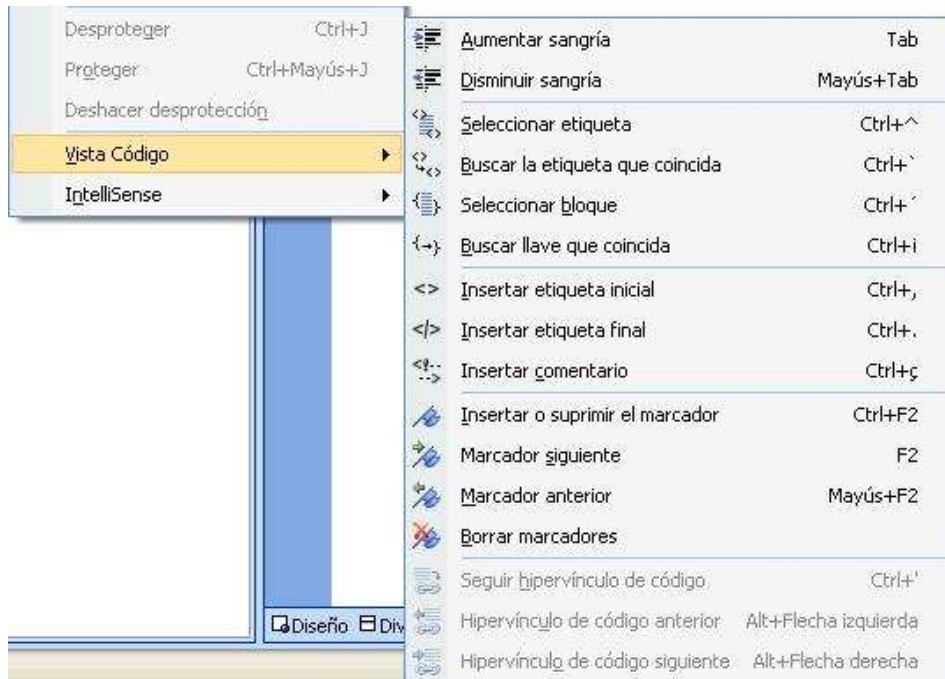 Desproteger Ctrl+J
Proteger Ctrl+Mayús+J
Deshacer desprotección
Vista Código
IntelliSense
Aumentar sangría Tab
Disminuir sangría Mayús+Tab
Seleccionar etiqueta Ctrl+^
Buscar la etiqueta que coincida Ctrl+`
Seleccionar bloque Ctrl+´
Buscar llave que coincida Ctrl+i
Insertar etiqueta inicial Ctrl+,
Insertar etiqueta final Ctrl+.
Insertar comentario Ctrl+ç
Insertar o suprimir el marcador Ctrl+F2
Marcador siguiente F2
Marcador anterior Mayús+F2
Borrar marcadores
Seguir hipervínculo de código Ctrl+'
Hipervínculo de código anterior Alt+Flecha izquierda
Hipervínculo de código siguiente Alt+Flecha derecha
Diseño Div